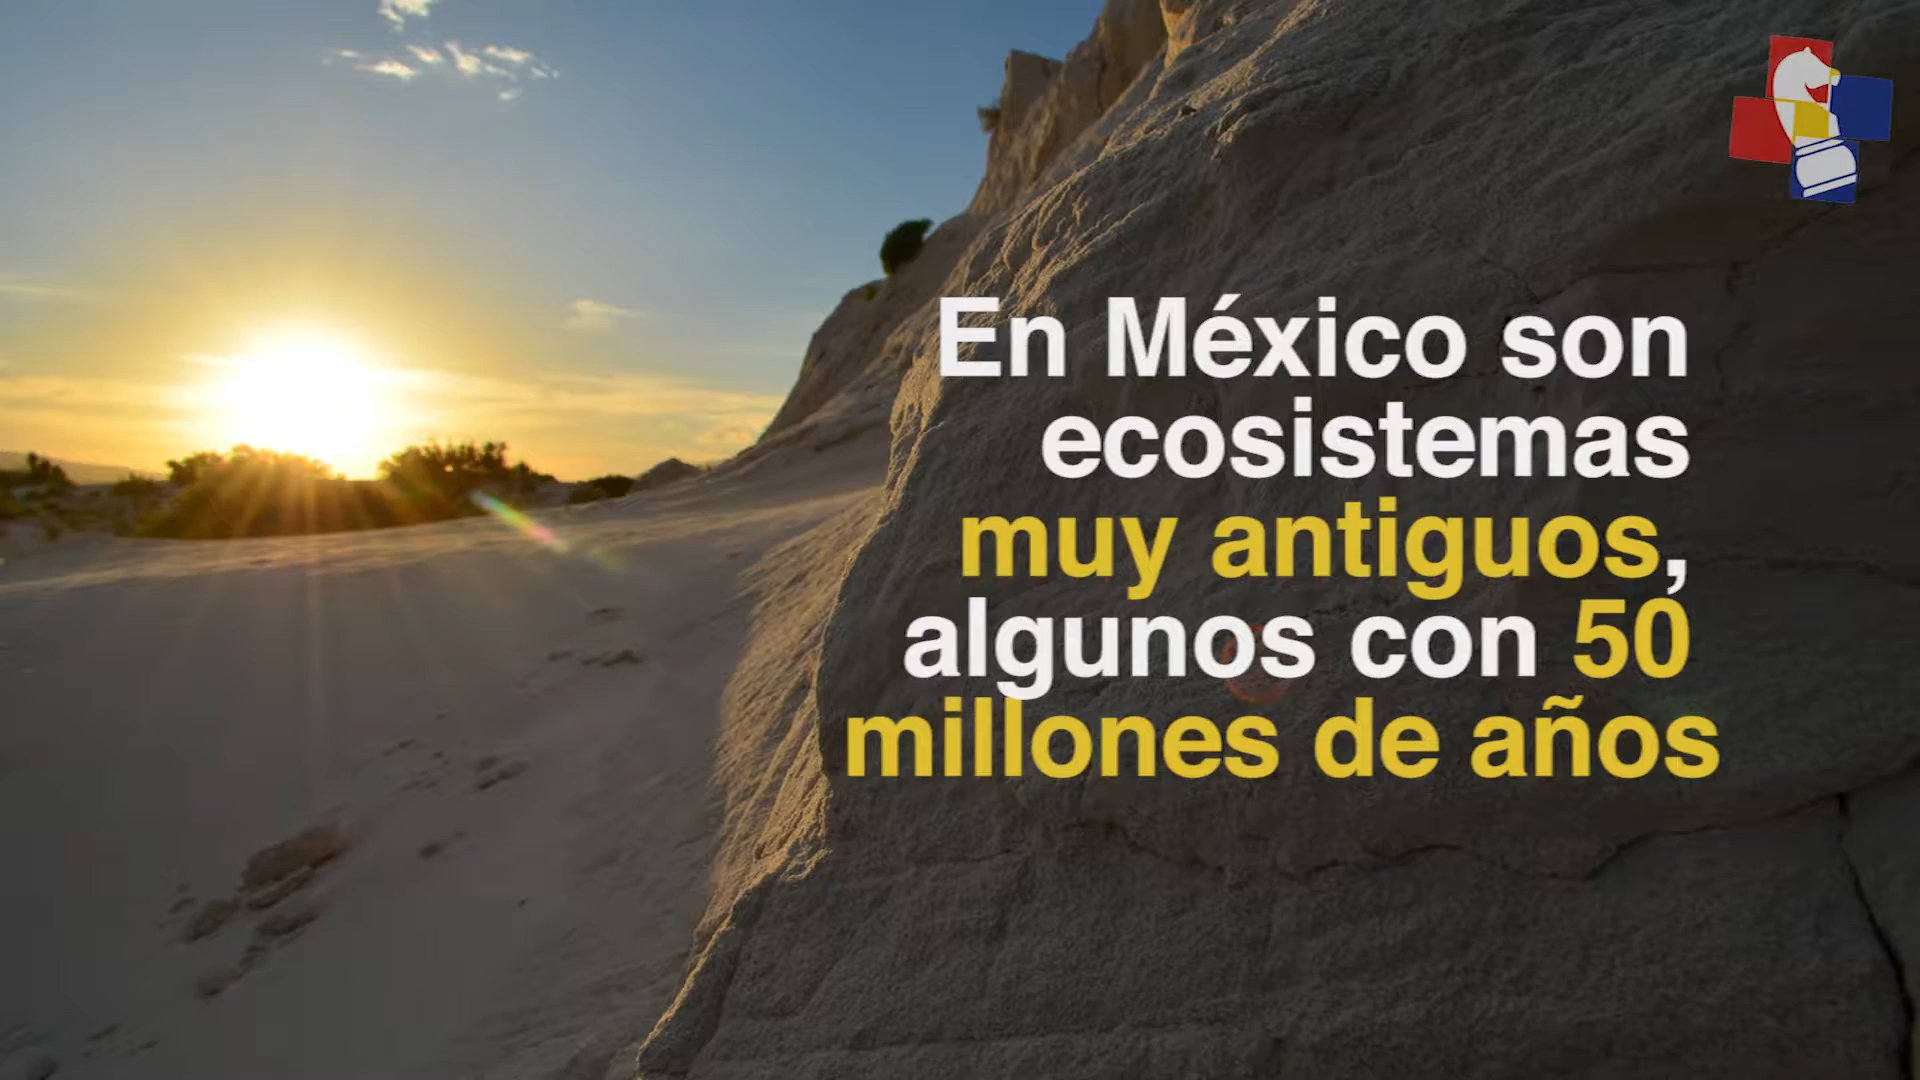 En México son
ecosistemas
muy antiguos,
algunos con 50
millones de años